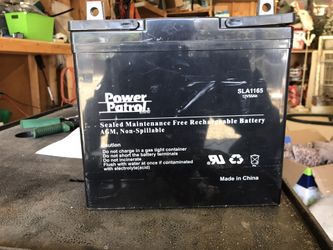 Power
Patrol
SLA1165
12V55AH
Sealed Maintenance Free Rechargeable Battery
AGM, Non-Spillable
CAUTION
Do not charge in a gas tight container
Do not short the battery terminals
Do not incinerate
Flush with water at once if contaminated
with electrolyte(acid)
Made in China